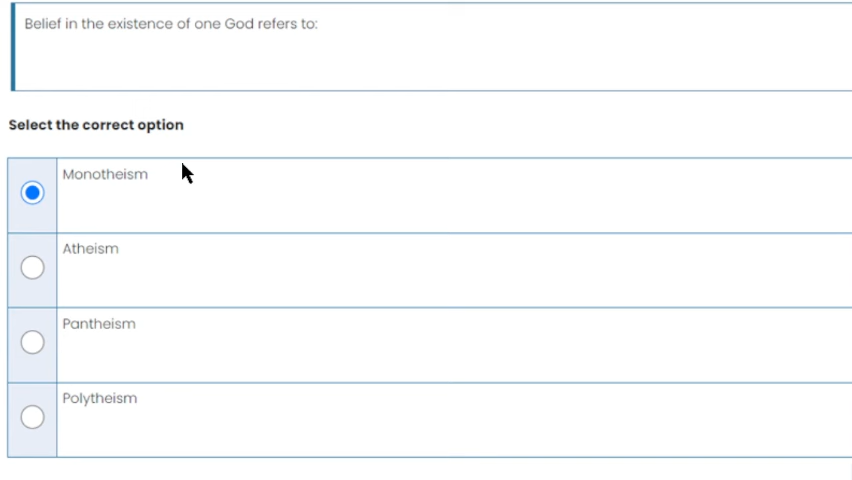 Belief in the existence of one God refers to:
Select the correct option
Monotheism
Atheism
Pantheism
Polytheism